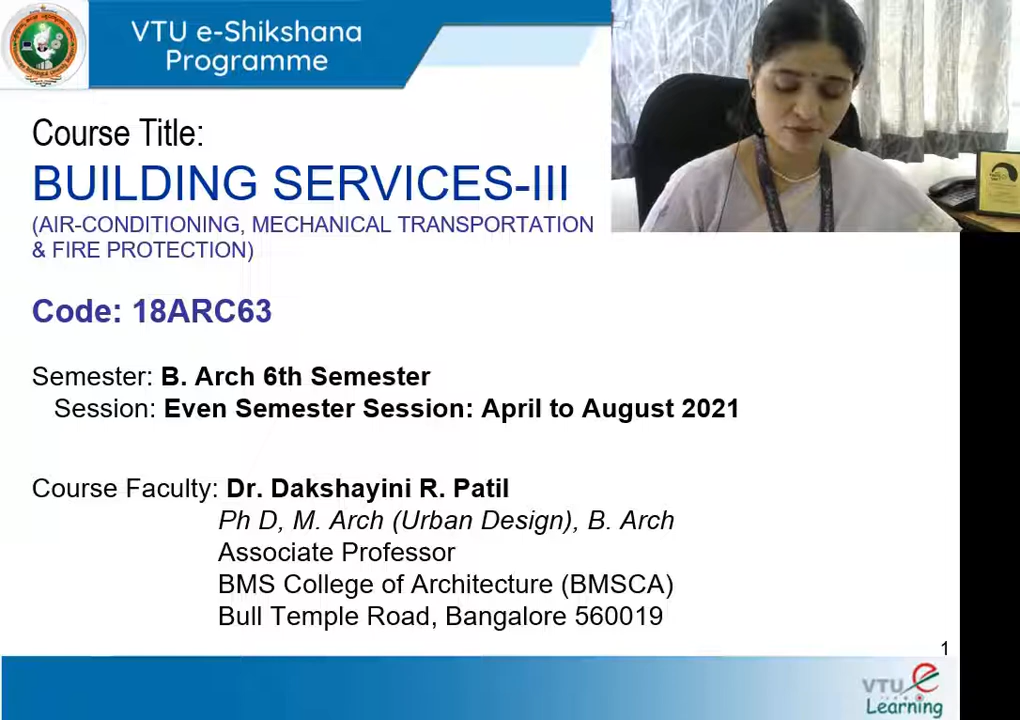 VTU e-Shikshana
Programme
Course Title:
BUILDING SERVICES-III
(AIR-CONDITIONING, MECHANICAL TRANSPORTATION
& FIRE PROTECTION)
Code: 18ARC63
Semester: B. Arch 6th Semester
Session: Even Semester Session: April to August 2021
Course Faculty: Dr. Dakshayini R. Patil
Ph D, M. Arch (Urban Design), B. Arch
Associate Professor
BMS College of Architecture (BMSCA)
Bull Temple Road, Bangalore 560019
1
VTU e
Learning